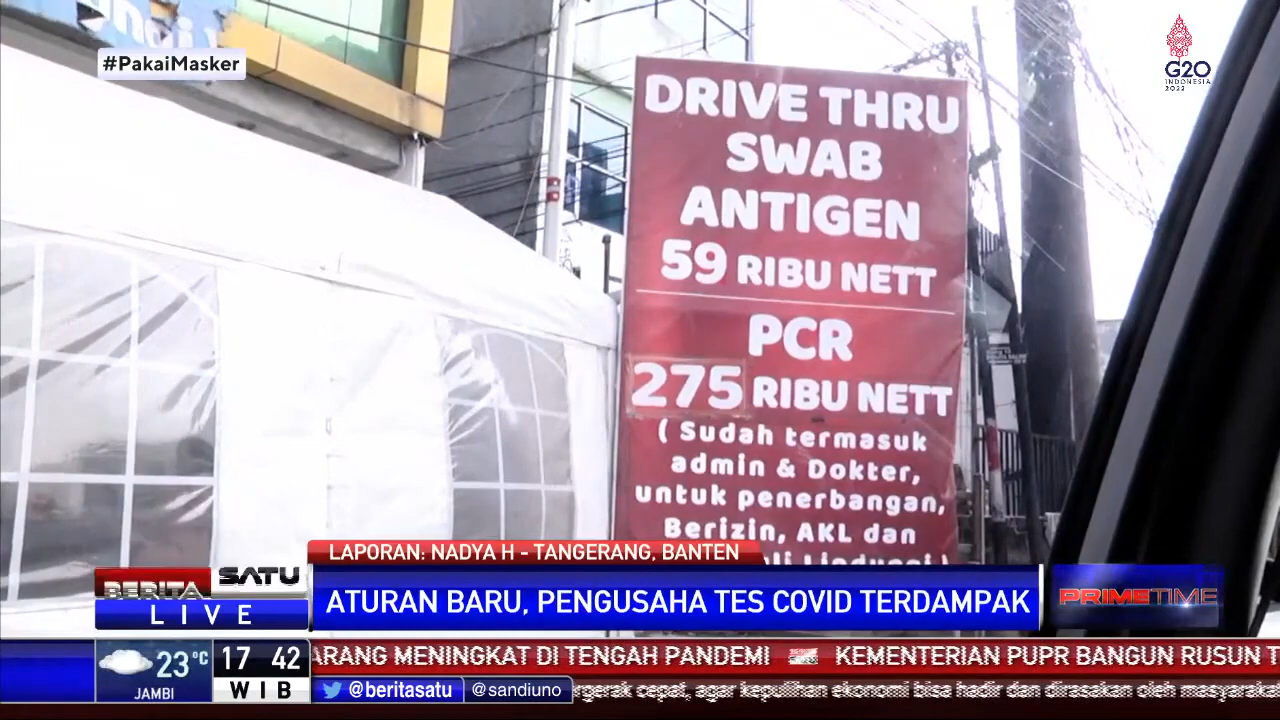 #PakaiMasker
G20
INDONESIA
2022
DRIVE THRU
SWAB
ANTIGEN
59 RIBU NETT
PCR
275 RIBU NETT
( Sudah termasuk
admin & Dokter,
untuk penerbangan,
Berizin, AKL dan
LAPORAN: NADYA H - TANGERANG, BANTEN
BERITA SATU
LIVE
ATURAN BARU, PENGUSAHA TES COVID TERDAMPAK
PRIMETIME
23°C
JAMBI
17 42
WIB
ARANG MENINGKAT DI TENGAH PANDEMI KEMENTERIAN PUPR BANGUN RUSUN T
@beritasatu @sandiuno gerak cepat, agar kepulihan ekonomi bisa hadir dan dirasakan oleh masyaraka